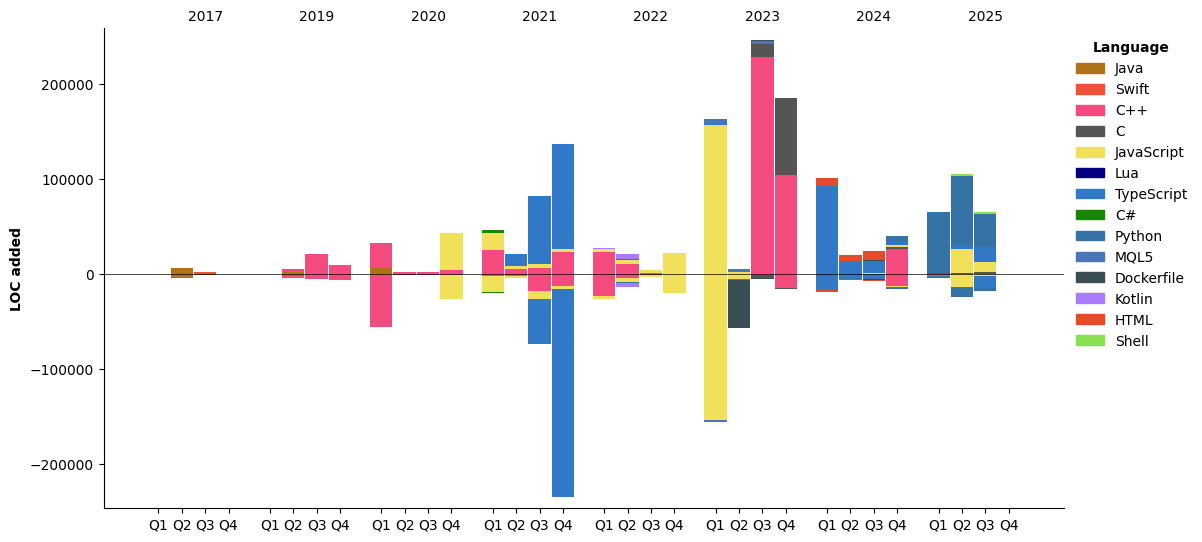 2017 2019 2020 2021 2022 2023 2024 2025
LOC added
200000
100000
0
−100000
−200000
Q1 Q2 Q3 Q4 Q1 Q2 Q3 Q4 Q1 Q2 Q3 Q4 Q1 Q2 Q3 Q4 Q1 Q2 Q3 Q4 Q1 Q2 Q3 Q4 Q1 Q2 Q3 Q4 Q1 Q2 Q3 Q4
Language
Java
Swift
C++
C
JavaScript
Lua
TypeScript
C#
Python
MQL5
Dockerfile
Kotlin
HTML
Shell